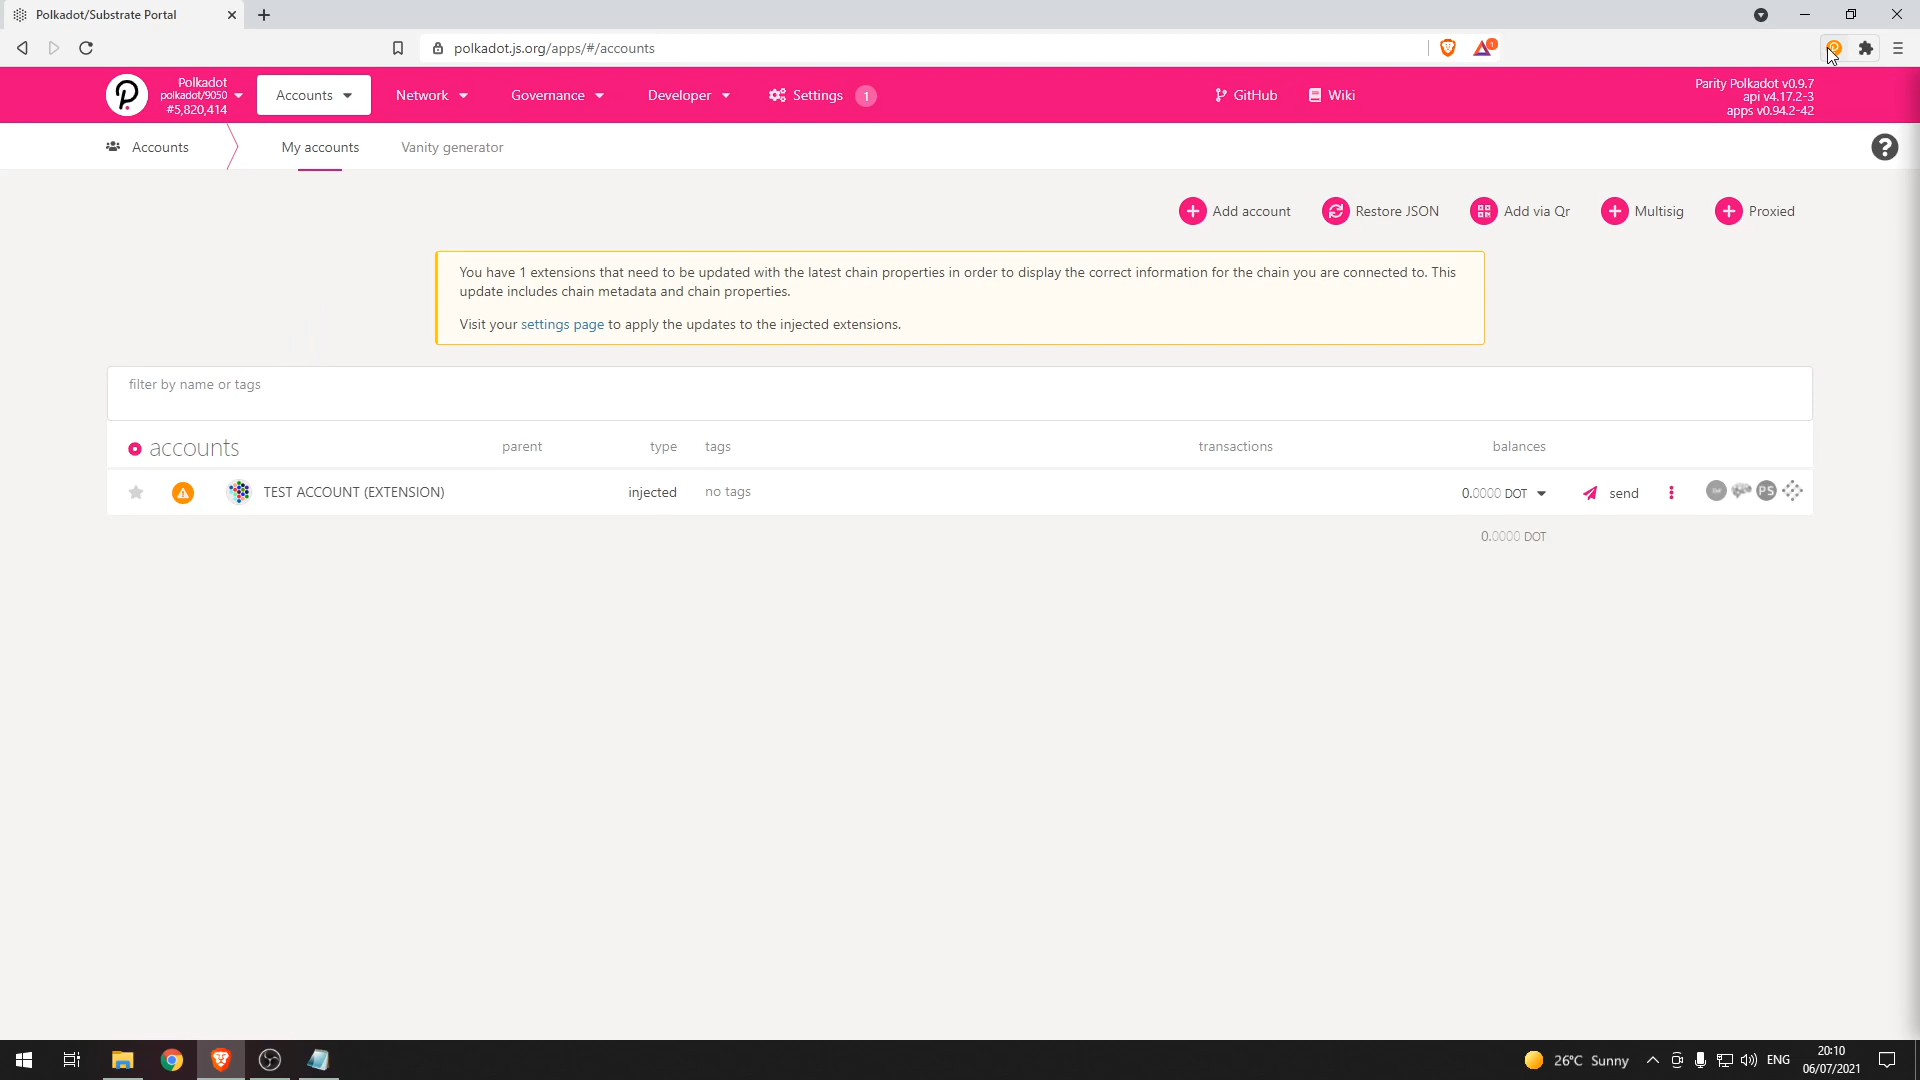 Polkadot/Substrate Portal
polkadot.js.org/apps/#/accounts
1
Polkadot
polkadot/9050
#5,820,414
Accounts
Network
Governance
Developer
Settings
1
GitHub
Wiki
Parity Polkadot v0.9.7
api v4.17.2-3
apps v0.94.2-42
Accounts
My accounts
Vanity generator
?
Add account
Restore JSON
Add via Qr
Multisig
Proxied
You have 1 extensions that need to be updated with the latest chain properties in order to display the correct information for the chain you are connected to. This
update includes chain metadata and chain properties.
Visit your settings page to apply the updates to the injected extensions.
filter by name or tags
accounts
parent
type
tags
transactions
balances
TEST ACCOUNT (EXTENSION)
injected
no tags
0.0000 DOT
send
PS
0.0000 DOT
26°C Sunny
ENG
20:10
06/07/2021